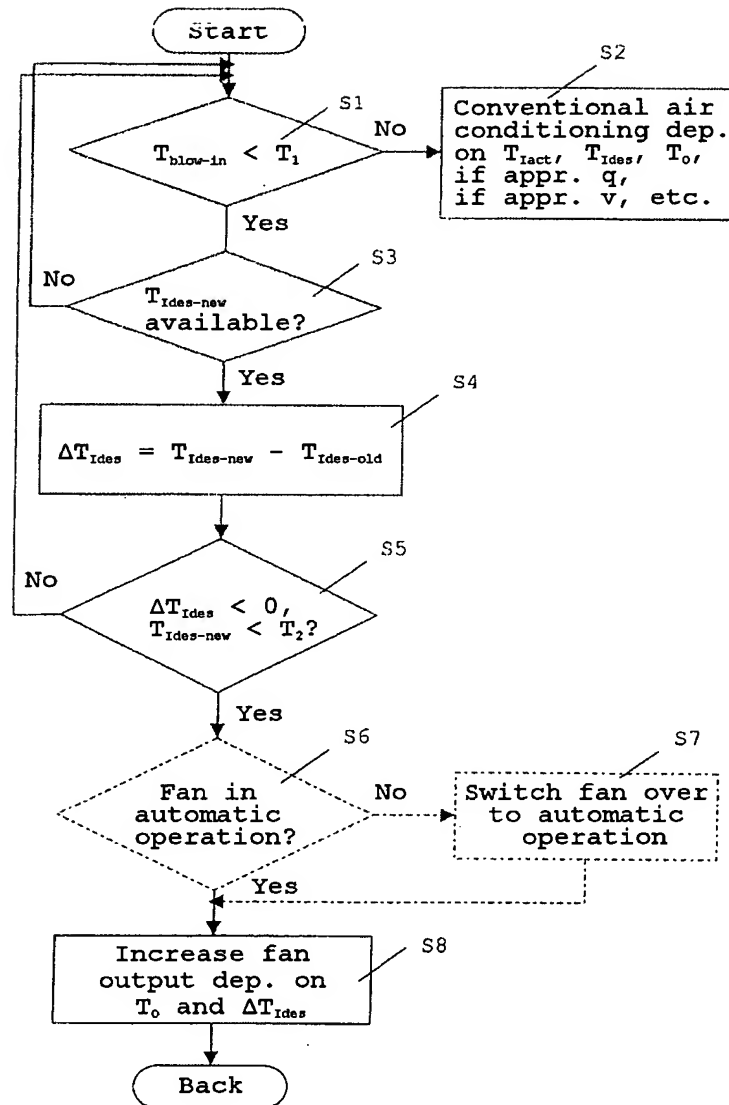 Start
S1
T_blow-in < T_1
No
Yes
S2
Conventional air
conditioning dep.
on T_Iact, T_Ides, T_o,
if appr. q,
if appr. v, etc.
S3
No
T_Ides-new
available?
Yes
S4
ΔT_Ides = T_Ides-new - T_Ides-old
S5
No
ΔT_Ides < 0,
T_Ides-new < T_2?
Yes
S6
Fan in
automatic
operation?
No
Yes
S7
Switch fan over
to automatic
operation
S8
Increase fan
output dep. on
T_o and ΔT_Ides
Back